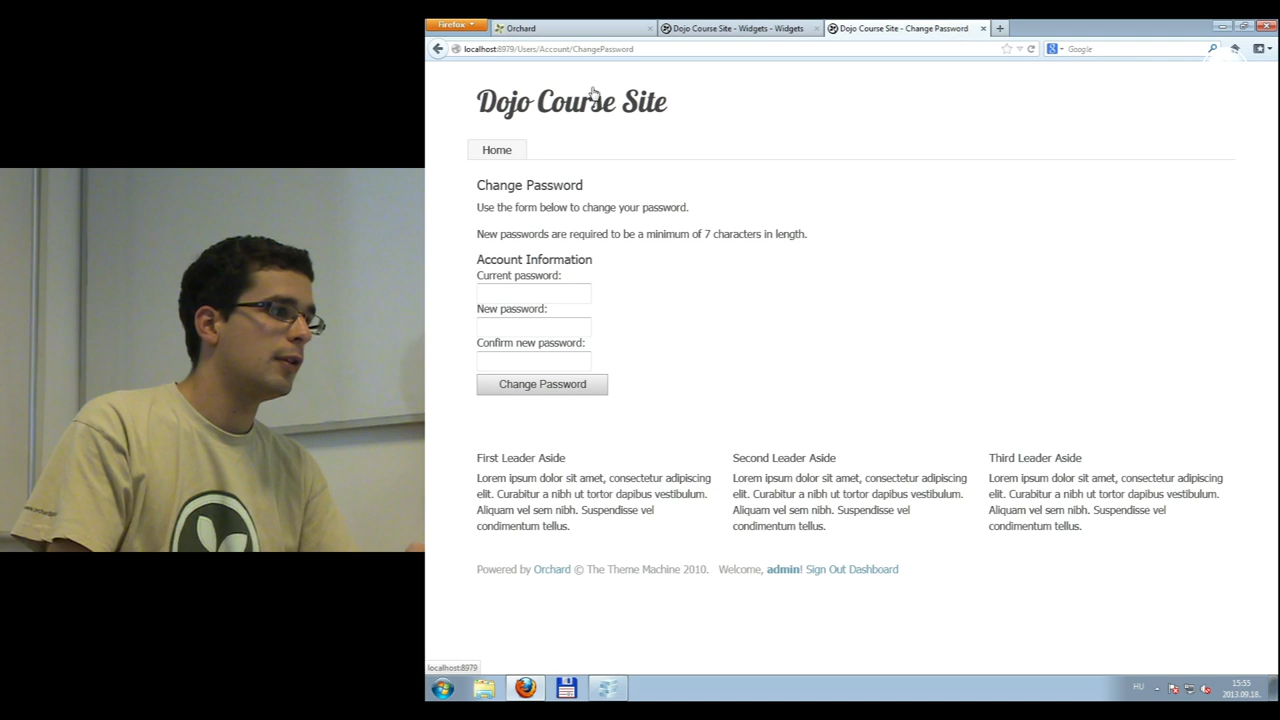 Firefox
Orchard
Dojo Course Site - Widgets - Widgets
Dojo Course Site - Change Password
localhost:8979/Users/Account/ChangePassword
Google
Dojo Course Site
Home
Change Password
Use the form below to change your password.
New passwords are required to be a minimum of 7 characters in length.
Account Information
Current password:
New password:
Confirm new password:
Change Password
First Leader Aside
Lorem ipsum dolor sit amet, consectetur adipiscing
elit. Curabitur a nibh ut tortor dapibus vestibulum.
Aliquam vel sem nibh. Suspendisse vel
condimentum tellus.
Second Leader Aside
Lorem ipsum dolor sit amet, consectetur adipiscing
elit. Curabitur a nibh ut tortor dapibus vestibulum.
Aliquam vel sem nibh. Suspendisse vel
condimentum tellus.
Third Leader Aside
Lorem ipsum dolor sit amet, consectetur adipiscing
elit. Curabitur a nibh ut tortor dapibus vestibulum.
Aliquam vel sem nibh. Suspendisse vel
condimentum tellus.
Powered by Orchard © The Theme Machine 2010. Welcome, admin! Sign Out Dashboard
localhost:8979
HU
15:55
2013.09.18.